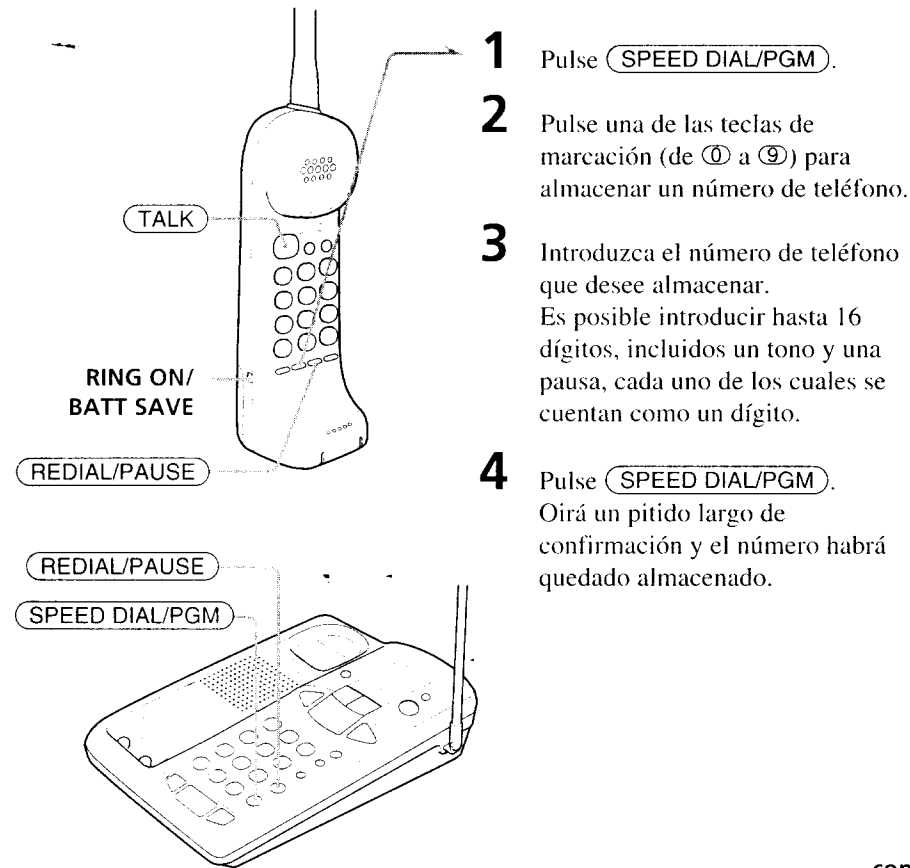 1 Pulse SPEED DIAL/PGM.
2 Pulse una de las teclas de
marcación (de 0 a 9) para
almacenar un número de teléfono.
3 Introduzca el número de teléfono
que desee almacenar.
Es posible introducir hasta 16
dígitos, incluidos un tono y una
pausa, cada uno de los cuales se
cuentan como un dígito.
4 Pulse SPEED DIAL/PGM.
Oirá un pitido largo de
confirmación y el número habrá
quedado almacenado.
TALK
RING ON/
BATT SAVE
REDIAL/PAUSE
REDIAL/PAUSE
SPEED DIAL/PGM